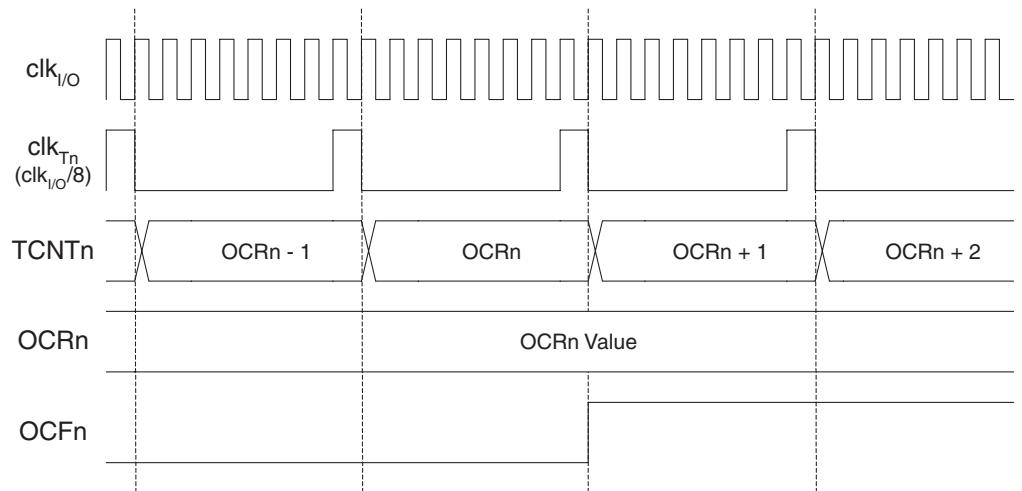 clkI/O
clkTn
(clkI/O/8)
TCNTn
OCRn - 1
OCRn
OCRn + 1
OCRn + 2
OCRn
OCRn Value
OCFn